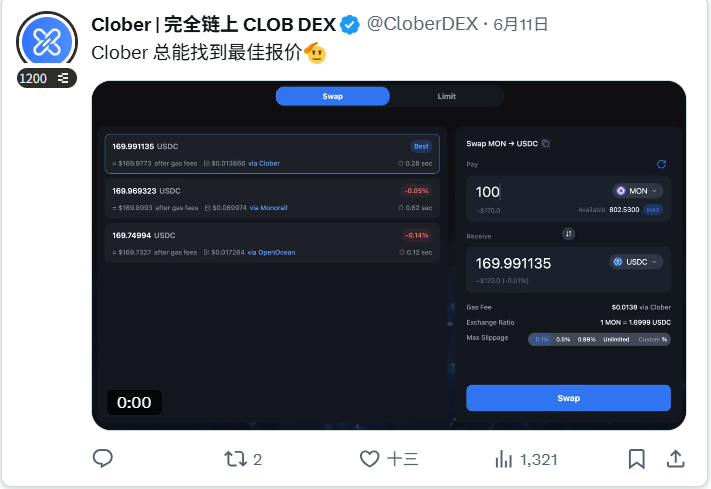 Clober | 完全链上 CLOB DEX @CloberDEX · 6月11日
Clober 总能找到最佳报价
1200
Swap Limit
169.991135 USDC Best
≈ $169.9773 after gas fees $0.013866 via Clober 0.28 sec
169.969323 USDC -0.05%
≈ $169.8993 after gas fees $0.069974 via Monorail 0.62 sec
169.74994 USDC -0.14%
≈ $169.7327 after gas fees $0.017264 via OpenOcean 0.12 sec
Swap MON → USDC
Pay
100 MON
~$170.0 Available 802.5300 MAX
Receive
169.991135 USDC
~$170.0 (-0.01%)
Gas Fee $0.0138 via Clober
Exchange Ratio 1 MON = 1.6999 USDC
Max Slippage 0.1% 0.5% 0.99% Unlimited Custom %
Swap
0:00
2 十三 1,321